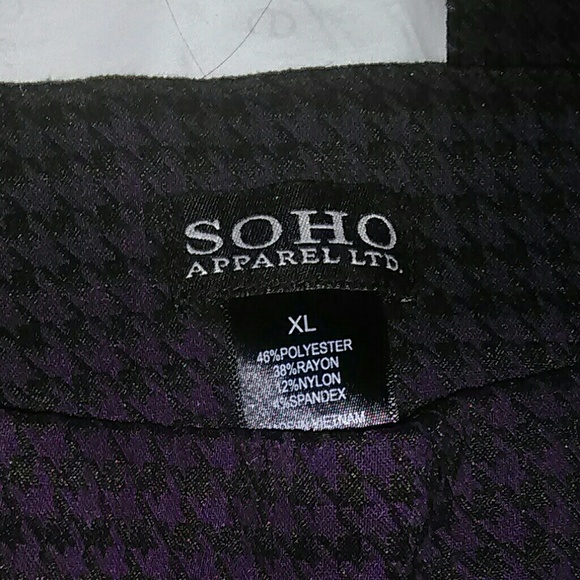 SOHO
APPAREL LTD.
XL
46%POLYESTER
38%RAYON
12%NYLON
4%SPANDEX
VIETNAM